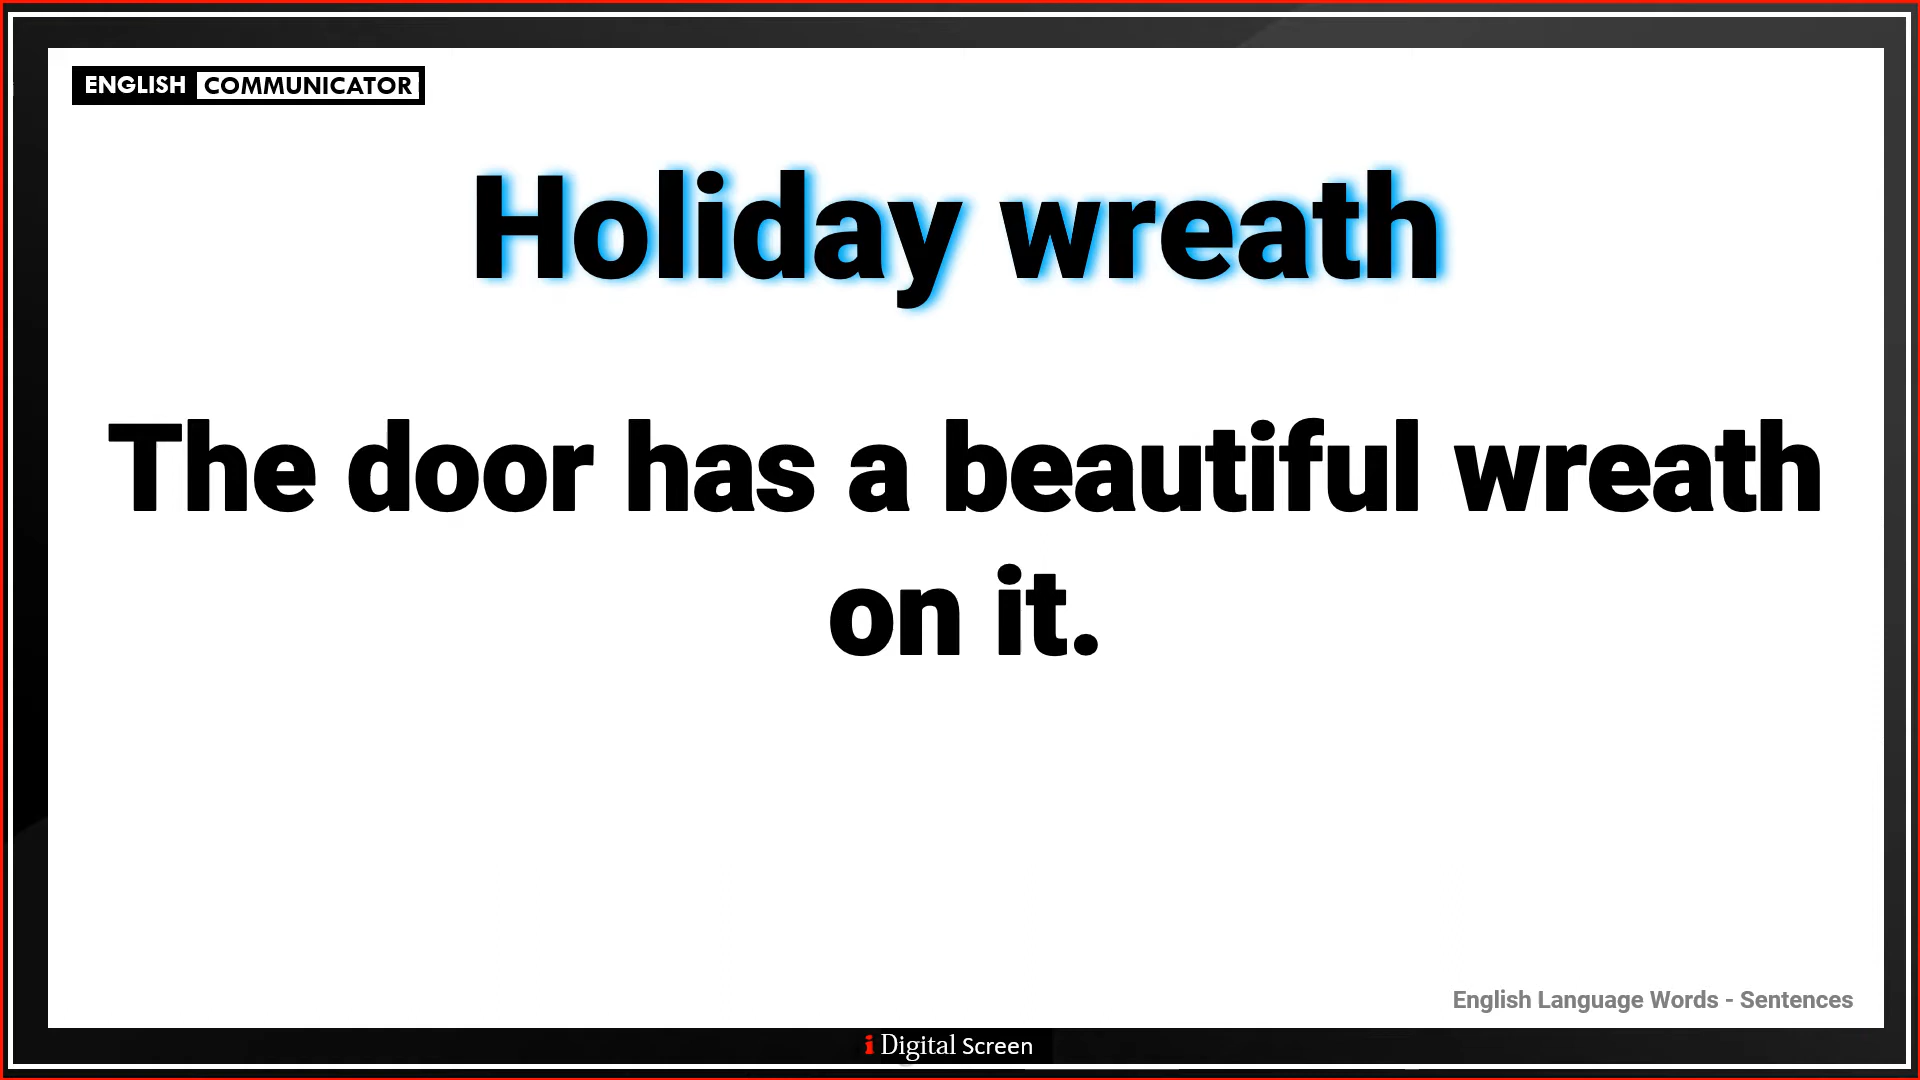 ENGLISH COMMUNICATOR
Holiday wreath
The door has a beautiful wreath
on it.
English Language Words - Sentences
i Digital Screen